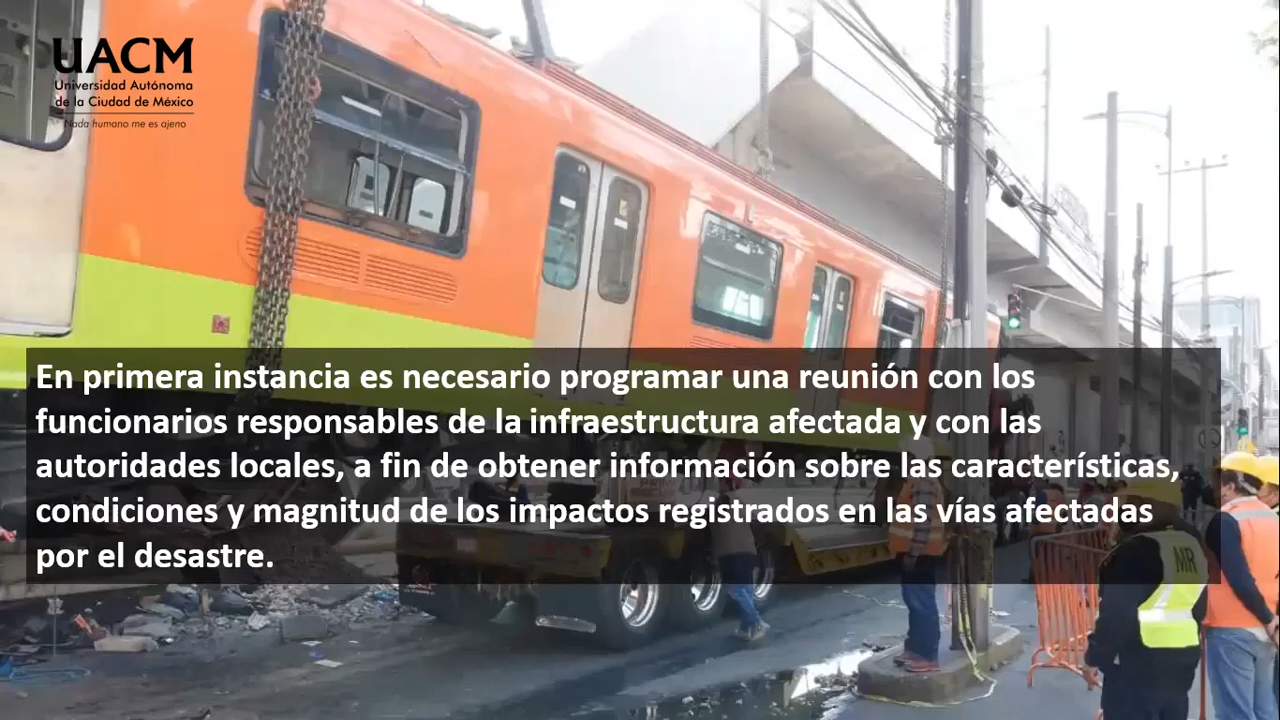 UACM
Universidad Autónoma
de la Ciudad de México
Nada humano me es ajeno
En primera instancia es necesario programar una reunión con los
funcionarios responsables de la infraestructura afectada y con las
autoridades locales, a fin de obtener información sobre las características,
condiciones y magnitud de los impactos registrados en las vías afectadas
por el desastre.